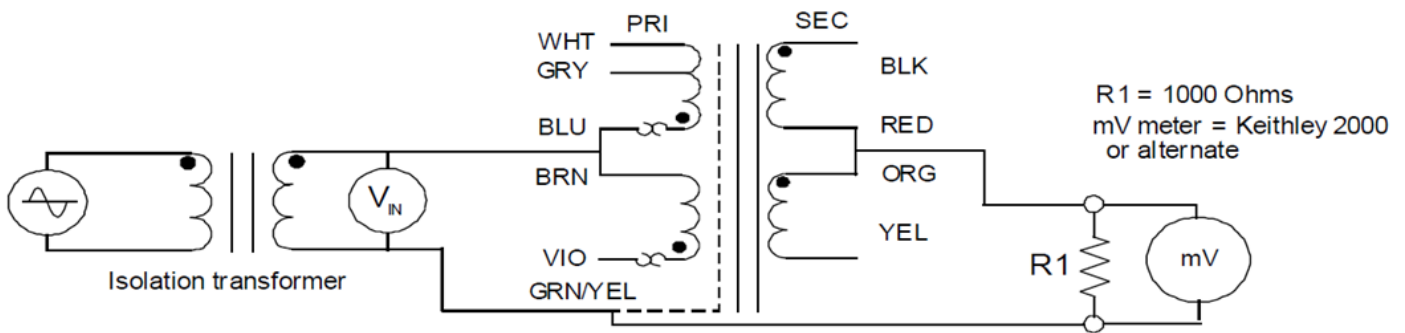 PRI
SEC
WHT
GRY
BLK
R1 = 1000 Ohms
mV meter = Keithley 2000
or alternate
BLU
RED
BRN
ORG
VIN
YEL
VIO
R1
mV
Isolation transformer
GRN/YEL